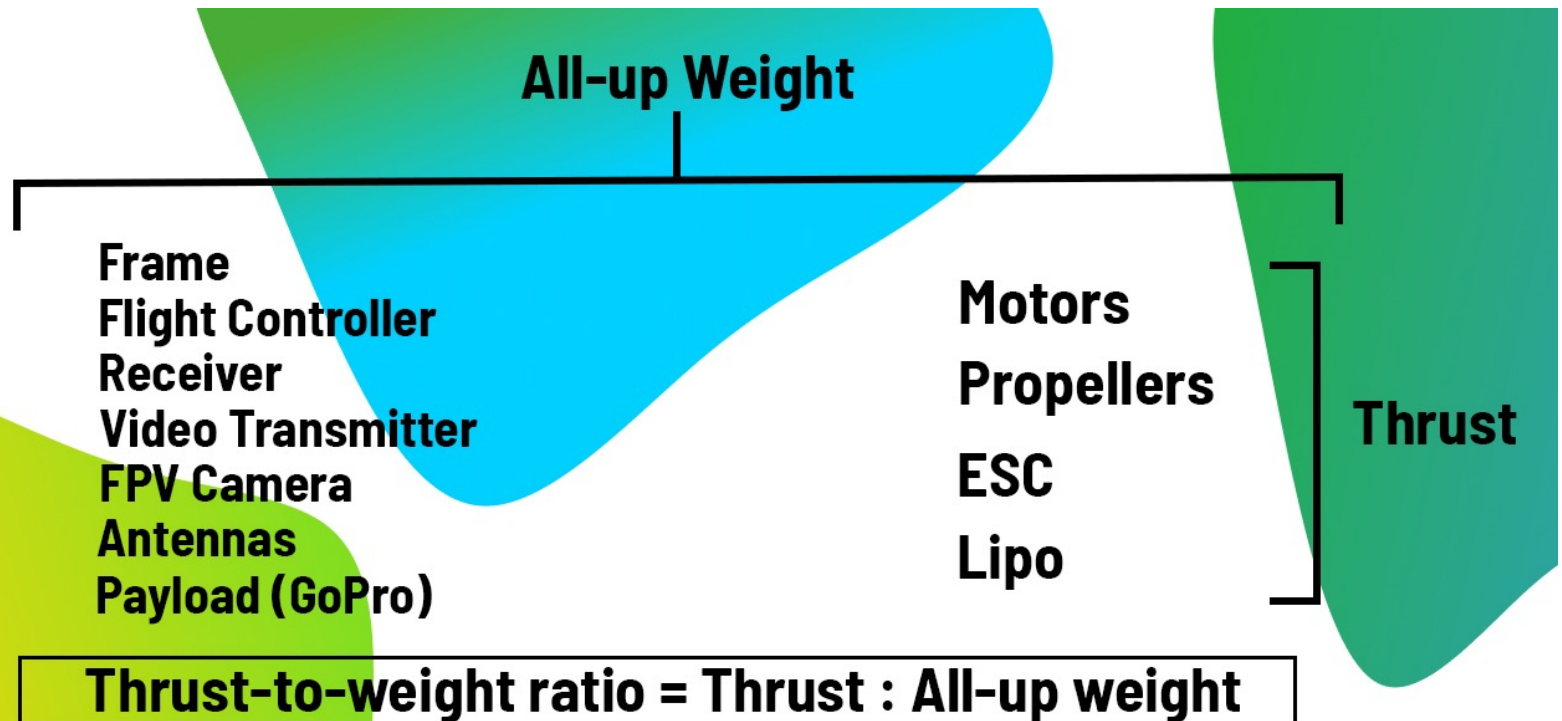 All-up Weight
Frame
Flight Controller
Receiver
Video Transmitter
FPV Camera
Antennas
Payload (GoPro)
Motors
Propellers
ESC
Lipo
Thrust
Thrust-to-weight ratio = Thrust : All-up weight